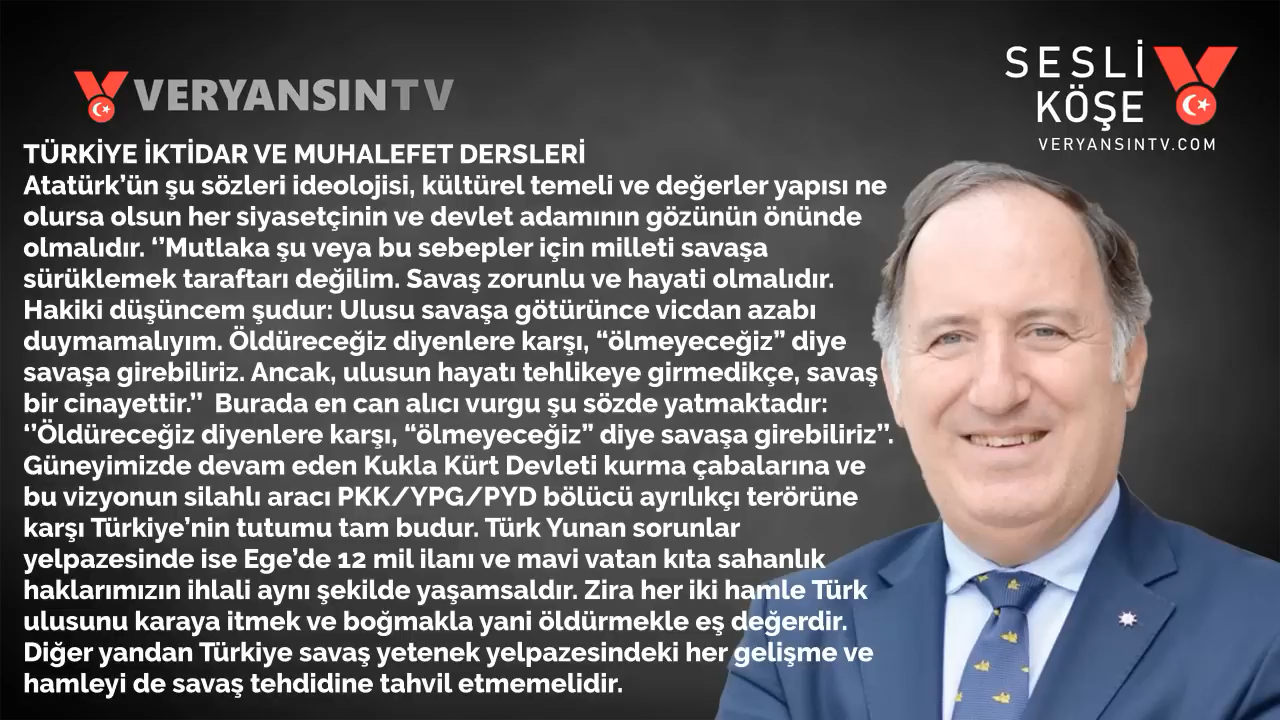 VERYANSINTV
SESLİ
KÖŞE
VERYANSINTV.COM
TÜRKİYE İKTİDAR VE MUHALEFET DERSLERİ
Atatürk’ün şu sözleri ideolojisi, kültürel temeli ve değerler yapısı ne
olursa olsun her siyasetçinin ve devlet adamının gözünün önünde
olmalıdır. ‘’Mutlaka şu veya bu sebepler için milleti savaşa
sürüklemek taraftarı değilim. Savaş zorunlu ve hayati olmalıdır.
Hakiki düşüncem şudur: Ulusu savaşa götürünce vicdan azabı
duymamalıyım. Öldüreceğiz diyenlere karşı, “ölmeyeceğiz” diye
savaşa girebiliriz. Ancak, ulusun hayatı tehlikeye girmedikçe, savaş
bir cinayettir.’’  Burada en can alıcı vurgu şu sözde yatmaktadır:
‘’Öldüreceğiz diyenlere karşı, “ölmeyeceğiz” diye savaşa girebiliriz’’.
Güneyimizde devam eden Kukla Kürt Devleti kurma çabalarına ve
bu vizyonun silahlı aracı PKK/YPG/PYD bölücü ayrılıkçı terörüne
karşı Türkiye’nin tutumu tam budur. Türk Yunan sorunlar
yelpazesinde ise Ege’de 12 mil ilanı ve mavi vatan kıta sahanlık
haklarımızın ihlali aynı şekilde yaşamsaldır. Zira her iki hamle Türk
ulusunu karaya itmek ve boğmakla yani öldürmekle eş değerdir.
Diğer yandan Türkiye savaş yetenek yelpazesindeki her gelişme ve
hamleyi de savaş tehdidine tahvil etmemelidir.